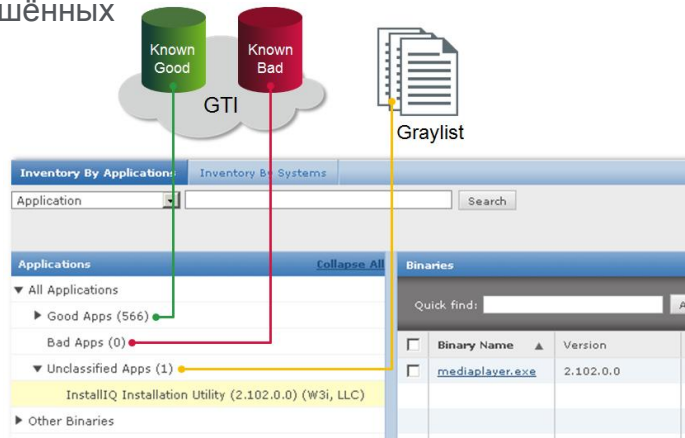 Known
Good
Known
Bad
GTI
Graylist
Inventory By Applications
Inventory By Systems
Application
Search
Applications
Collapse All
Binaries
All Applications
Quick find:
Good Apps (566)
Bad Apps (0)
Binary Name
Version
Unclassified Apps (1)
mediaplayer.exe
2.102.0.0
InstallIQ Installation Utility (2.102.0.0) (W3i, LLC)
Other Binaries